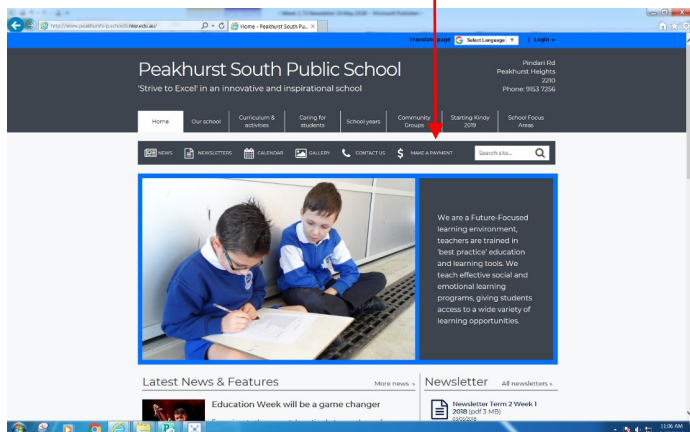 Home - Peakhurst South Pu...
Translate page Select Language ▼ | Login
Peakhurst South Public School
'Strive to Excel' in an innovative and inspirational school
Pindari Rd
Peakhurst Heights
2210
Phone: 9153 7256
Home
Our school
Curriculum & activities
Caring for students
School years
Community Groups
Starting Kindy 2019
School Focus Areas
NEWS
NEWSLETTERS
CALENDAR
GALLERY
CONTACT US
$ MAKE A PAYMENT
Search site...
We are a Future-Focused
learning environment,
teachers are trained in
'best practice' education
and learning tools. We
teach effective social and
emotional learning
programs, giving students
access to a wide variety of
learning opportunities.
Latest News & Features
More news »
Education Week will be a game changer
Newsletter
All newsletters »
Newsletter Term 2 Week 1
2018 (pdf 3 MB)
11:06 AM